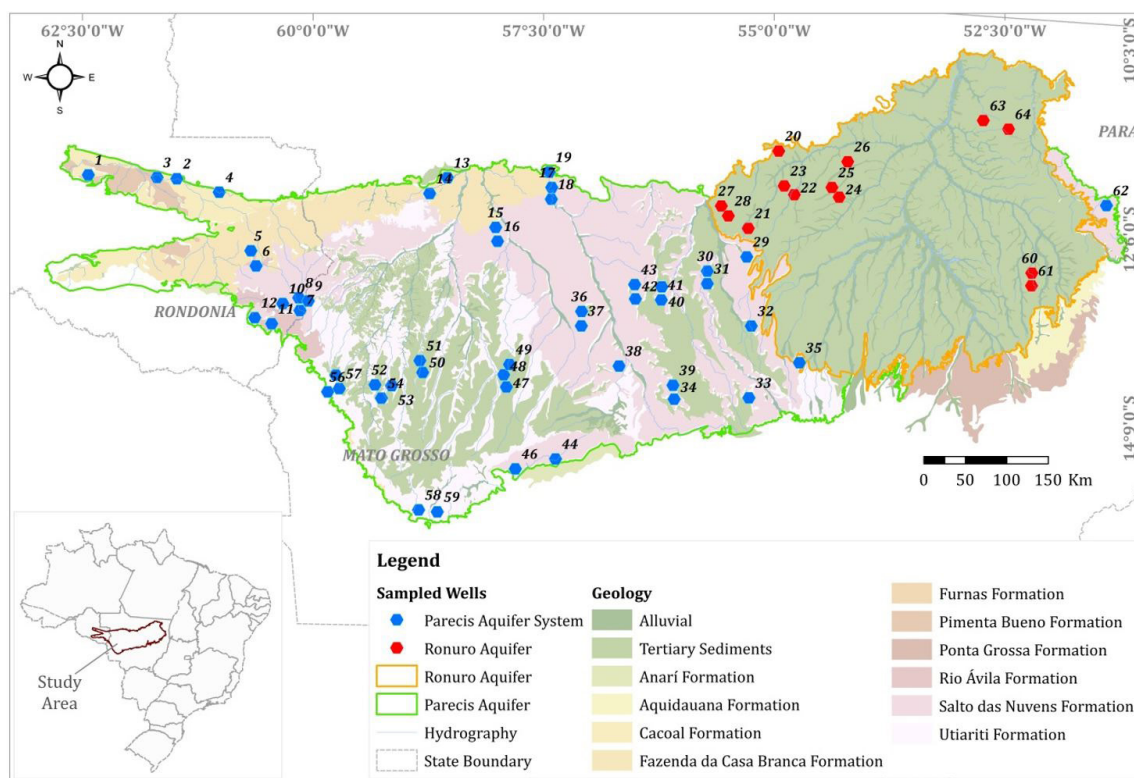 62°30'0"W 60°0'0"W 57°30'0"W 55°0'0"W 52°30'0"W
N
W E
S
10°3'0"S
12°6'0"S
14°9'0"S
63
64
PARA
20
26
1
3 2
4
13
14
19
17
18
23
22
25
24
27
28
21
62
15
16
5
6
29
30
31
60
61
43
42
41
40
8
10 9
7
12
11
RONDONIA
36
37
32
51
50
49
48
47
38
35
56 57
52
54
53
39
34
33
MATO GROSSO
44
46
58 59
0 50 100 150 Km
Study
Area
Legend
Sampled Wells
Parecis Aquifer System
Ronuro Aquifer
Ronuro Aquifer
Parecis Aquifer
Hydrography
State Boundary
Geology
Alluvial
Tertiary Sediments
Anarí Formation
Aquidauana Formation
Cacoal Formation
Fazenda da Casa Branca Formation
Furnas Formation
Pimenta Bueno Formation
Ponta Grossa Formation
Rio Ávila Formation
Salto das Nuvens Formation
Utiariti Formation